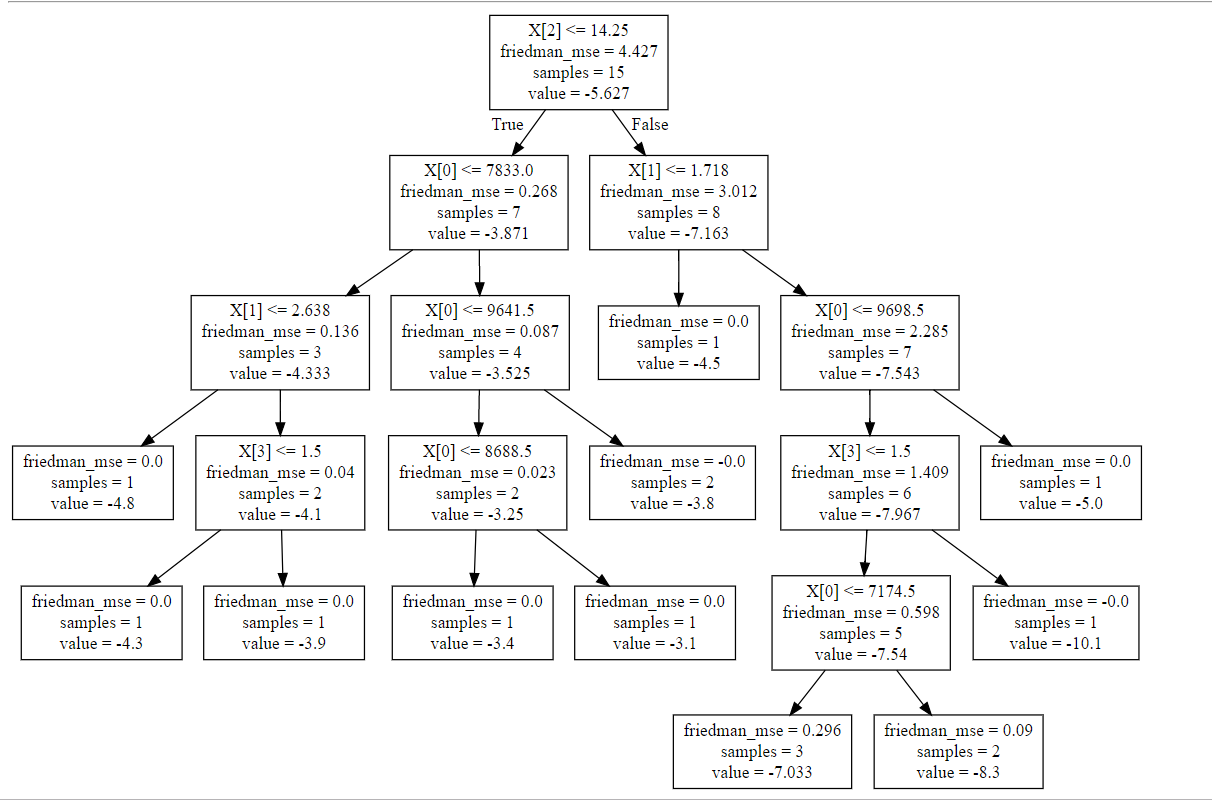 X[2] <= 14.25
friedman_mse = 4.427
samples = 15
value = -5.627
True
False
X[0] <= 7833.0
friedman_mse = 0.268
samples = 7
value = -3.871
X[1] <= 1.718
friedman_mse = 3.012
samples = 8
value = -7.163
X[1] <= 2.638
friedman_mse = 0.136
samples = 3
value = -4.333
X[0] <= 9641.5
friedman_mse = 0.087
samples = 4
value = -3.525
friedman_mse = 0.0
samples = 1
value = -4.5
X[0] <= 9698.5
friedman_mse = 2.285
samples = 7
value = -7.543
friedman_mse = 0.0
samples = 1
value = -4.8
X[3] <= 1.5
friedman_mse = 0.04
samples = 2
value = -4.1
X[0] <= 8688.5
friedman_mse = 0.023
samples = 2
value = -3.25
friedman_mse = -0.0
samples = 2
value = -3.8
X[3] <= 1.5
friedman_mse = 1.409
samples = 6
value = -7.967
friedman_mse = 0.0
samples = 1
value = -5.0
friedman_mse = 0.0
samples = 1
value = -4.3
friedman_mse = 0.0
samples = 1
value = -3.9
friedman_mse = 0.0
samples = 1
value = -3.4
friedman_mse = 0.0
samples = 1
value = -3.1
X[0] <= 7174.5
friedman_mse = 0.598
samples = 5
value = -7.54
friedman_mse = -0.0
samples = 1
value = -10.1
friedman_mse = 0.296
samples = 3
value = -7.033
friedman_mse = 0.09
samples = 2
value = -8.3